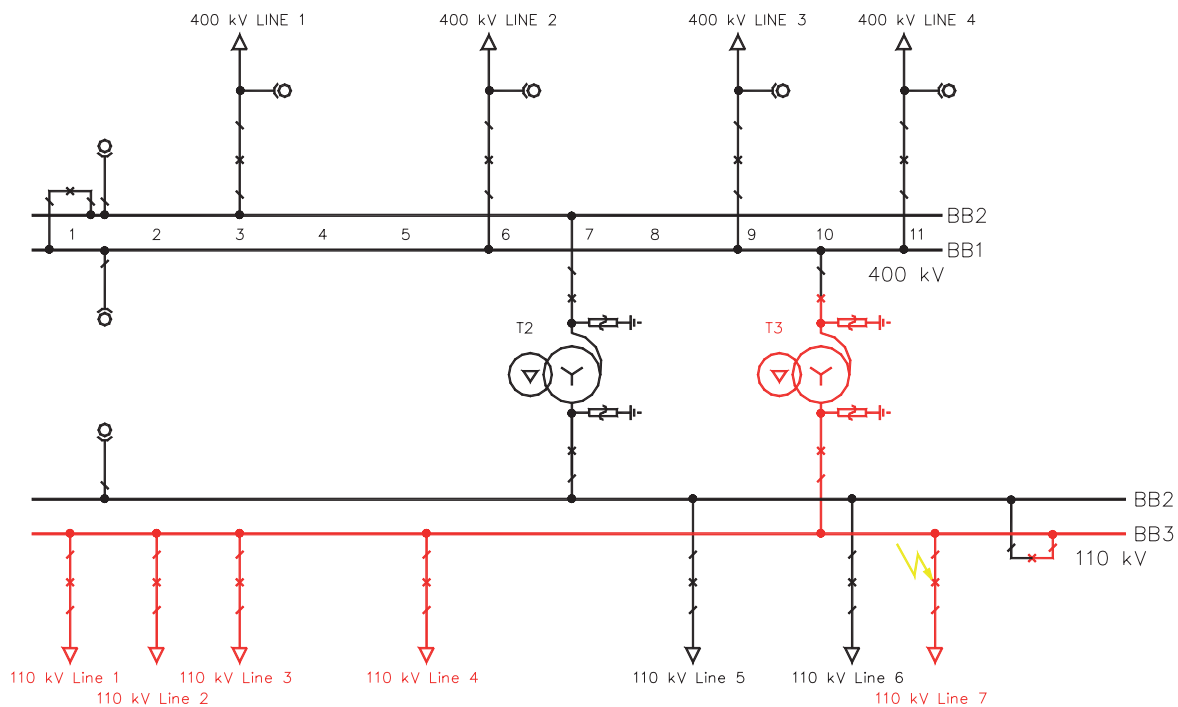 400 kV LINE 1
400 kV LINE 2
400 kV LINE 3
400 kV LINE 4
BB2
1 2 3 4 5 6 7 8 9 10 11
BB1
400 kV
T2
T3
BB2
BB3
110 kV
110 kV Line 1
110 kV Line 2
110 kV Line 3
110 kV Line 4
110 kV Line 5
110 kV Line 6
110 kV Line 7